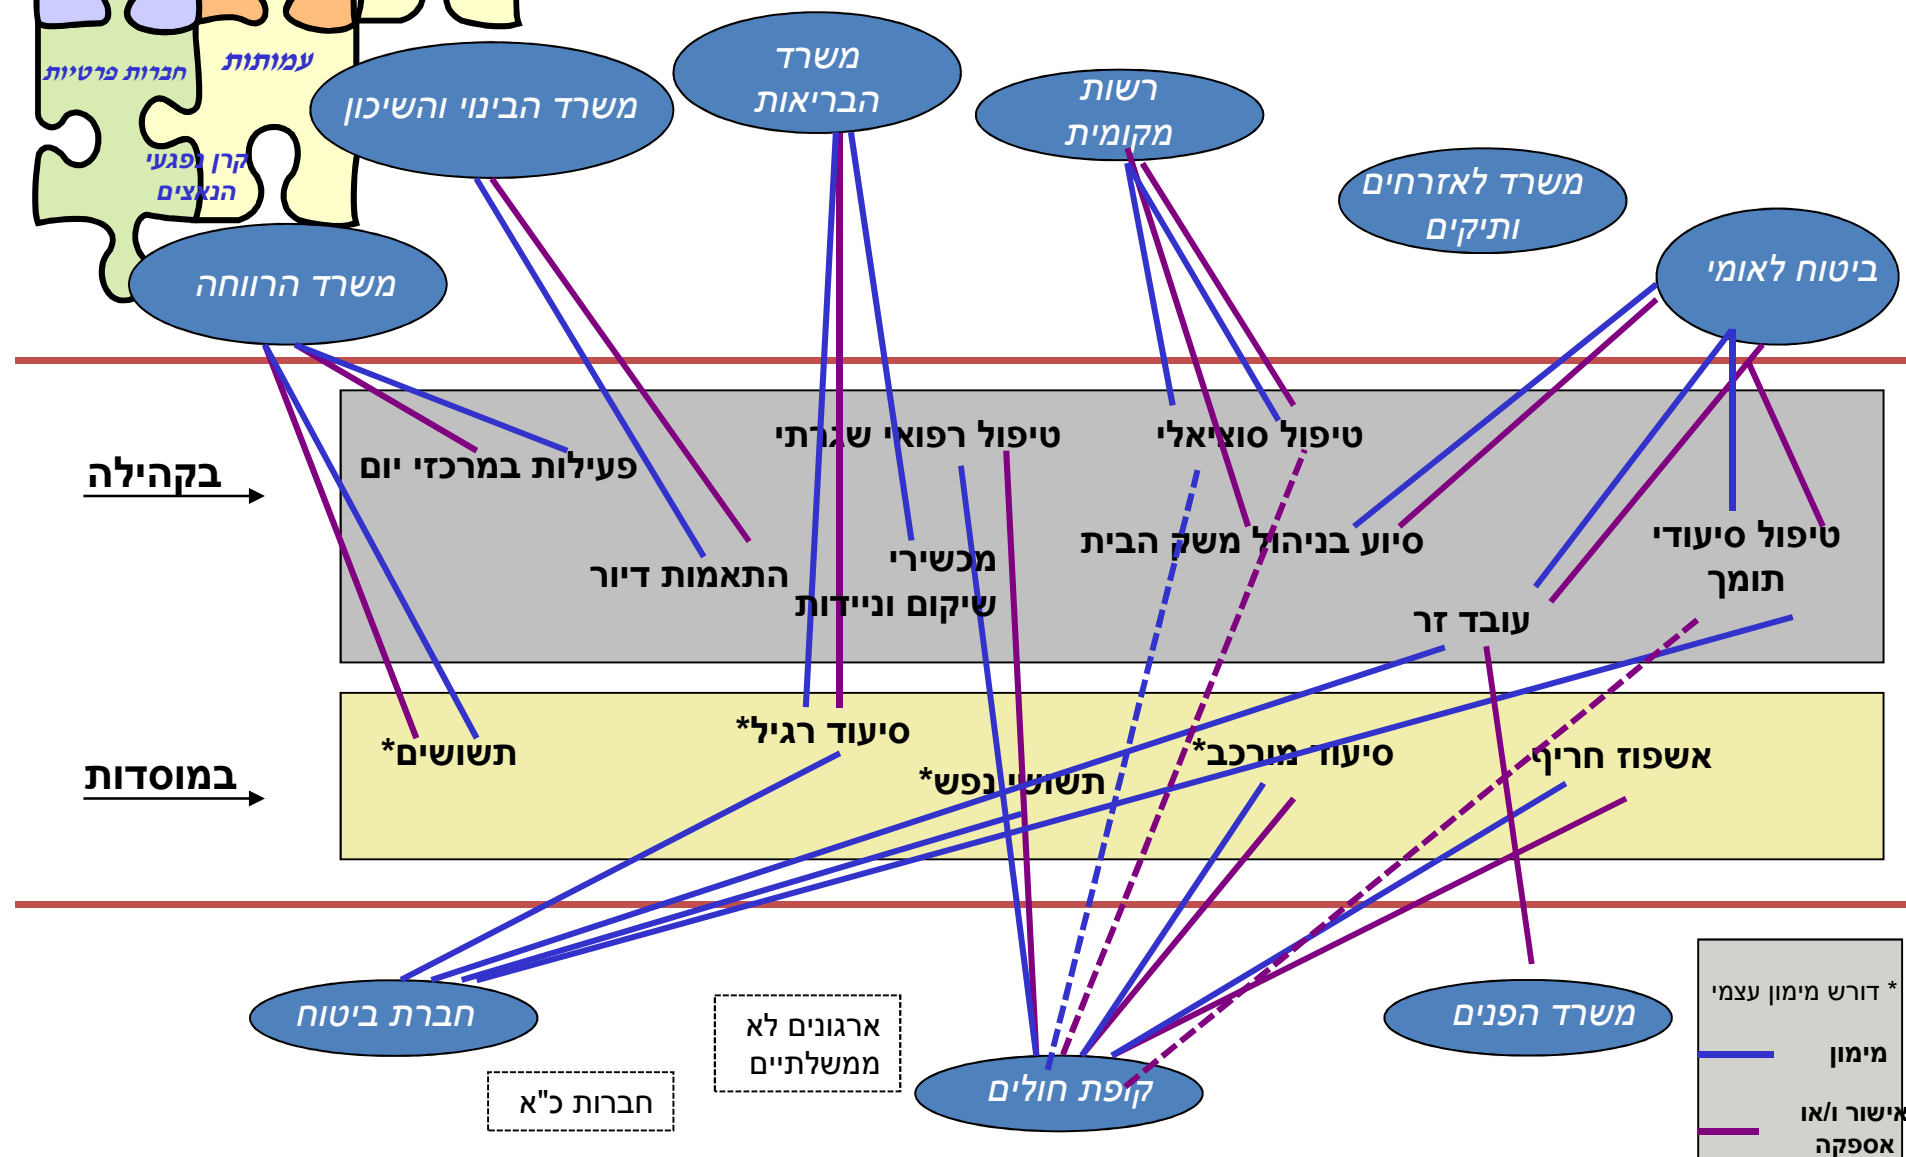 עמותות
חברות פרטיות
קרן נפגעי
הנאצים
משרד הבינוי והשיכון
משרד
הבריאות
רשות
מקומית
משרד לאזרחים
ותיקים
ביטוח לאומי
משרד הרווחה
בקהילה
טיפול סוציאלי
טיפול רפואי שגרתי
פעילות במרכזי יום
טיפול סיעודי
תומך
סיוע בניהול משק הבית
מכשירי
שיקום וניידות
התאמות דיור
עובד זר
במוסדות
אשפוז חריף
סיעוד מורכב*
תשושי נפש*
סיעוד רגיל*
תשושים*
משרד הפנים
קופת חולים
ארגונים לא
ממשלתיים
חברות כ"א
חברת ביטוח
* דורש מימון עצמי
מימון
אישור ו/או
אספקה